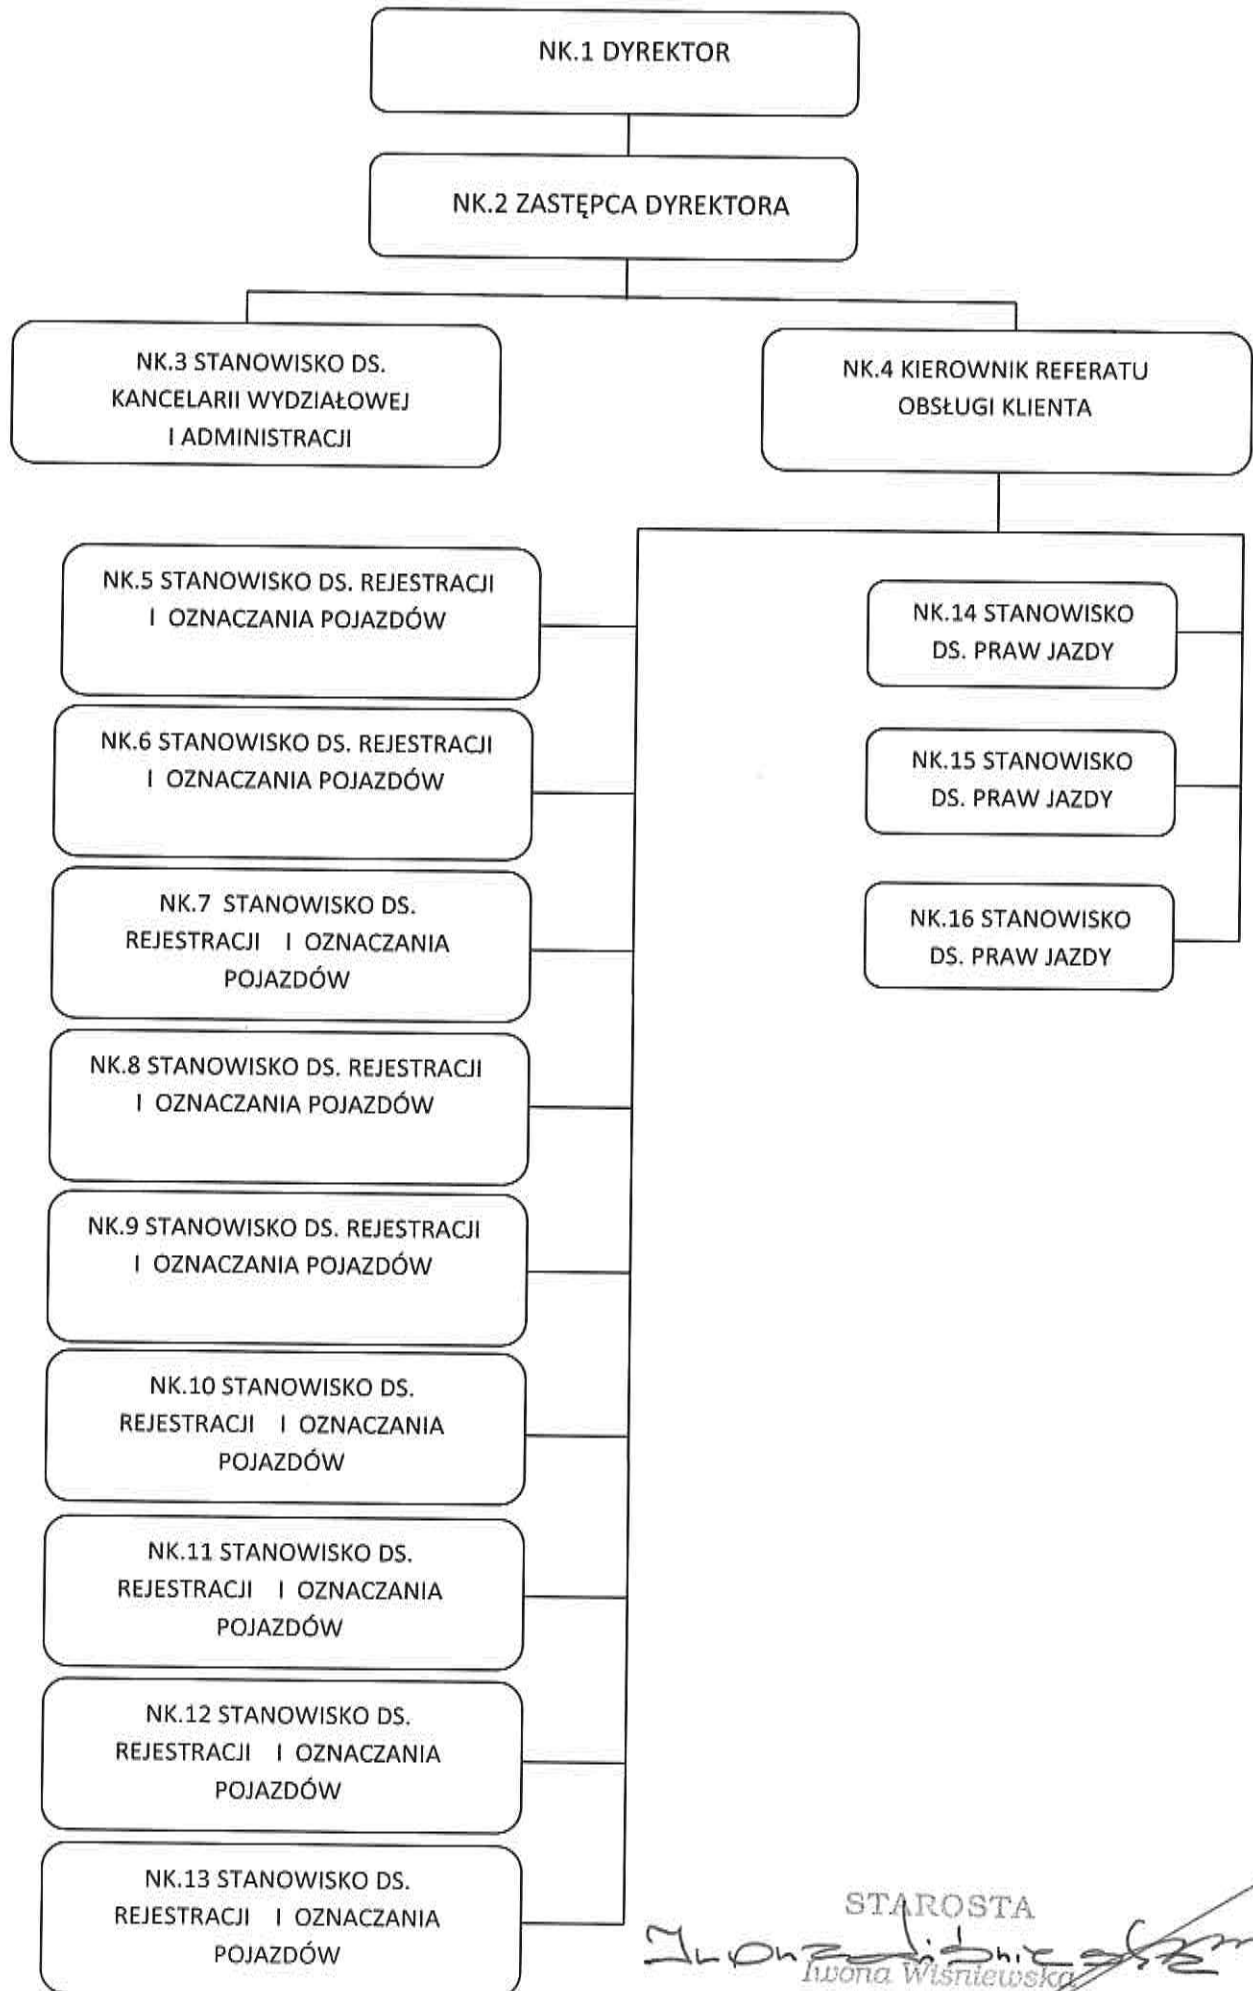 NK.1 DYREKTOR
NK.2 ZASTĘPCA DYREKTORA
NK.3 STANOWISKO DS.
KANCELARII WYDZIAŁOWEJ
I ADMINISTRACJI
NK.4 KIEROWNIK REFERATU
OBSŁUGI KLIENTA
NK.5 STANOWISKO DS. REJESTRACJI
I OZNACZANIA POJAZDÓW
NK.6 STANOWISKO DS. REJESTRACJI
I OZNACZANIA POJAZDÓW
NK.7 STANOWISKO DS.
REJESTRACJI I OZNACZANIA
POJAZDÓW
NK.8 STANOWISKO DS. REJESTRACJI
I OZNACZANIA POJAZDÓW
NK.9 STANOWISKO DS. REJESTRACJI
I OZNACZANIA POJAZDÓW
NK.10 STANOWISKO DS.
REJESTRACJI I OZNACZANIA
POJAZDÓW
NK.11 STANOWISKO DS.
REJESTRACJI I OZNACZANIA
POJAZDÓW
NK.12 STANOWISKO DS.
REJESTRACJI I OZNACZANIA
POJAZDÓW
NK.13 STANOWISKO DS.
REJESTRACJI I OZNACZANIA
POJAZDÓW
NK.14 STANOWISKO
DS. PRAW JAZDY
NK.15 STANOWISKO
DS. PRAW JAZDY
NK.16 STANOWISKO
DS. PRAW JAZDY
STAROSTA
Iwona Wiśniewska